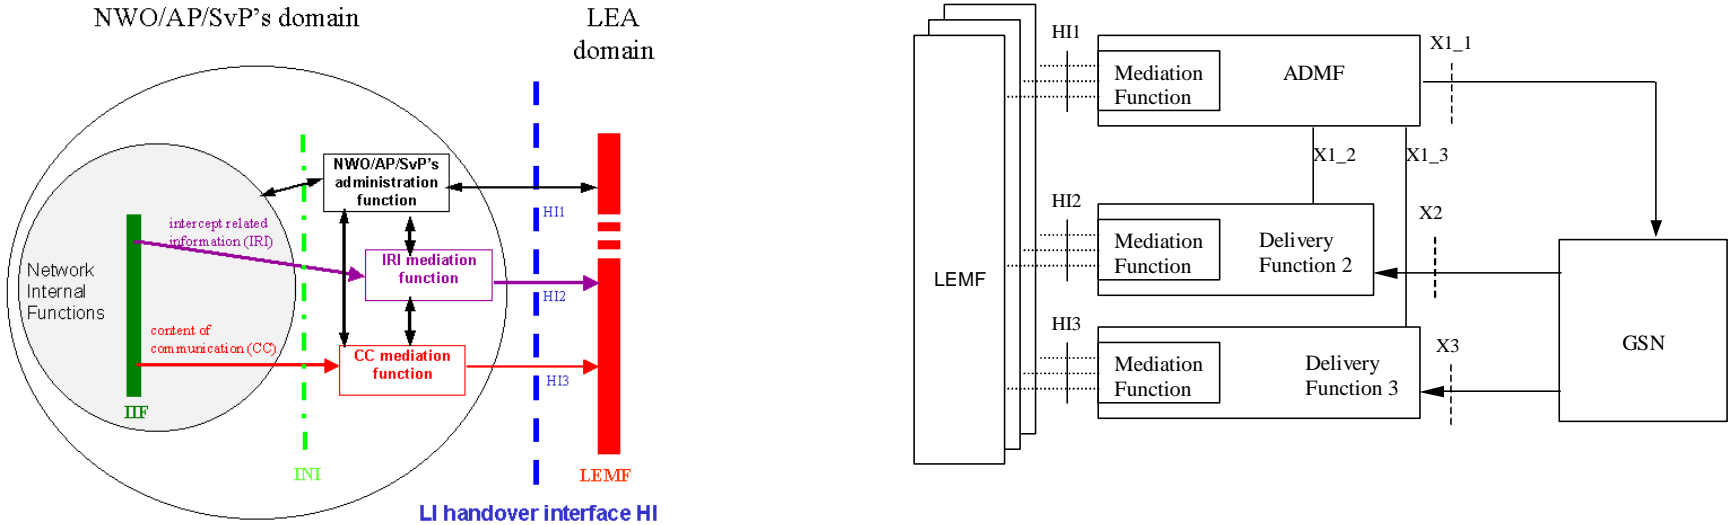 NWO/AP/SvP's domain
LEA
domain
NWO/AP/SvP's
administration
function
HI1
intercept related
information (IRI)
IRI mediation
function
HI2
Network
Internal
Functions
content of
communication (CC)
CC mediation
function
HI3
IIF
INI
LEMF
LI handover interface HI
HI1
X1_1
Mediation
Function
ADMF
X1_2
X1_3
HI2
X2
Mediation
Function
Delivery
Function 2
LEMF
HI3
X3
Mediation
Function
Delivery
Function 3
GSN